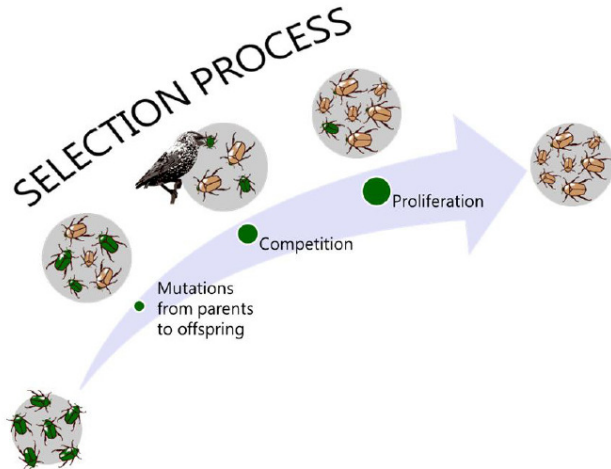 SELECTION PROCESS
Proliferation
Competition
Mutations
from parents
to offspring